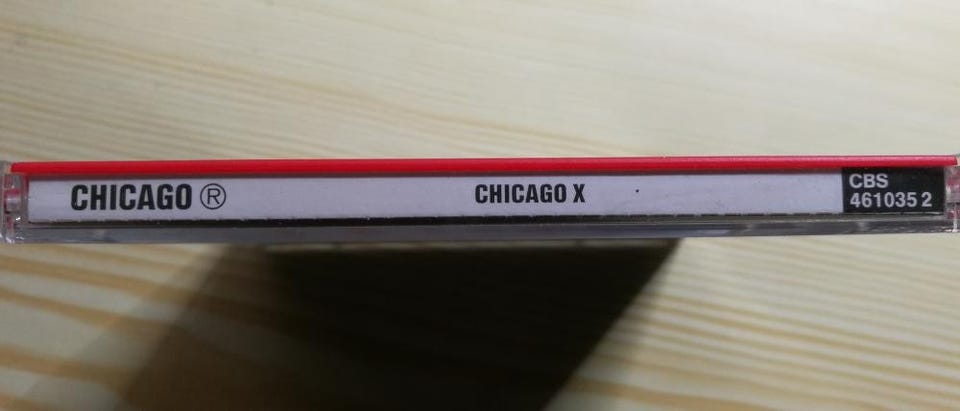 CHICAGO ®
CHICAGO X
CBS
461035 2